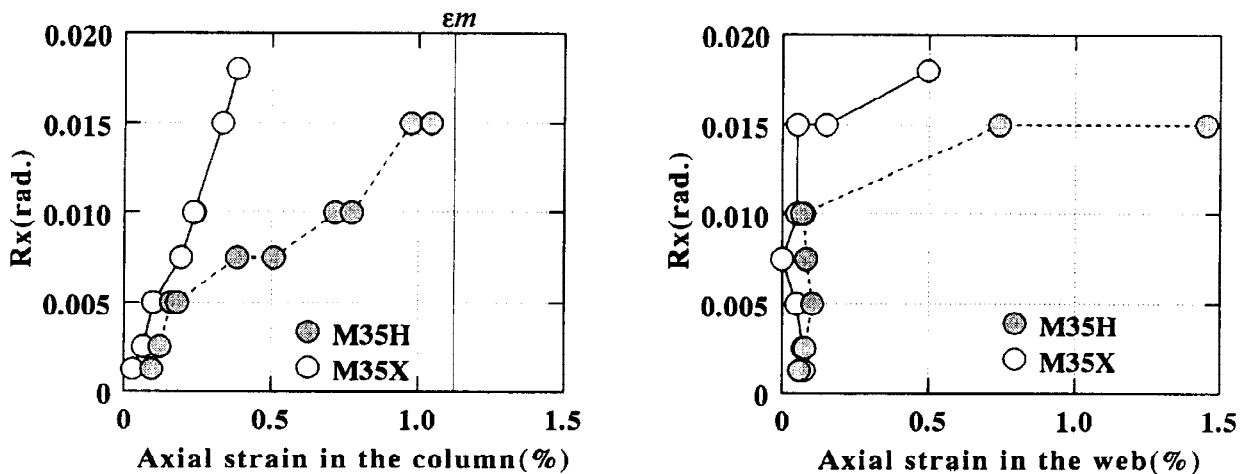 εm
0.020
0.015
0.010
0.005
0
Rx(rad.)
M35H
M35X
0
0.5
1.0
1.5
Axial strain in the column(%)
0.020
0.015
0.010
0.005
0
Rx(rad.)
M35H
M35X
0
0.5
1.0
1.5
Axial strain in the web(%)